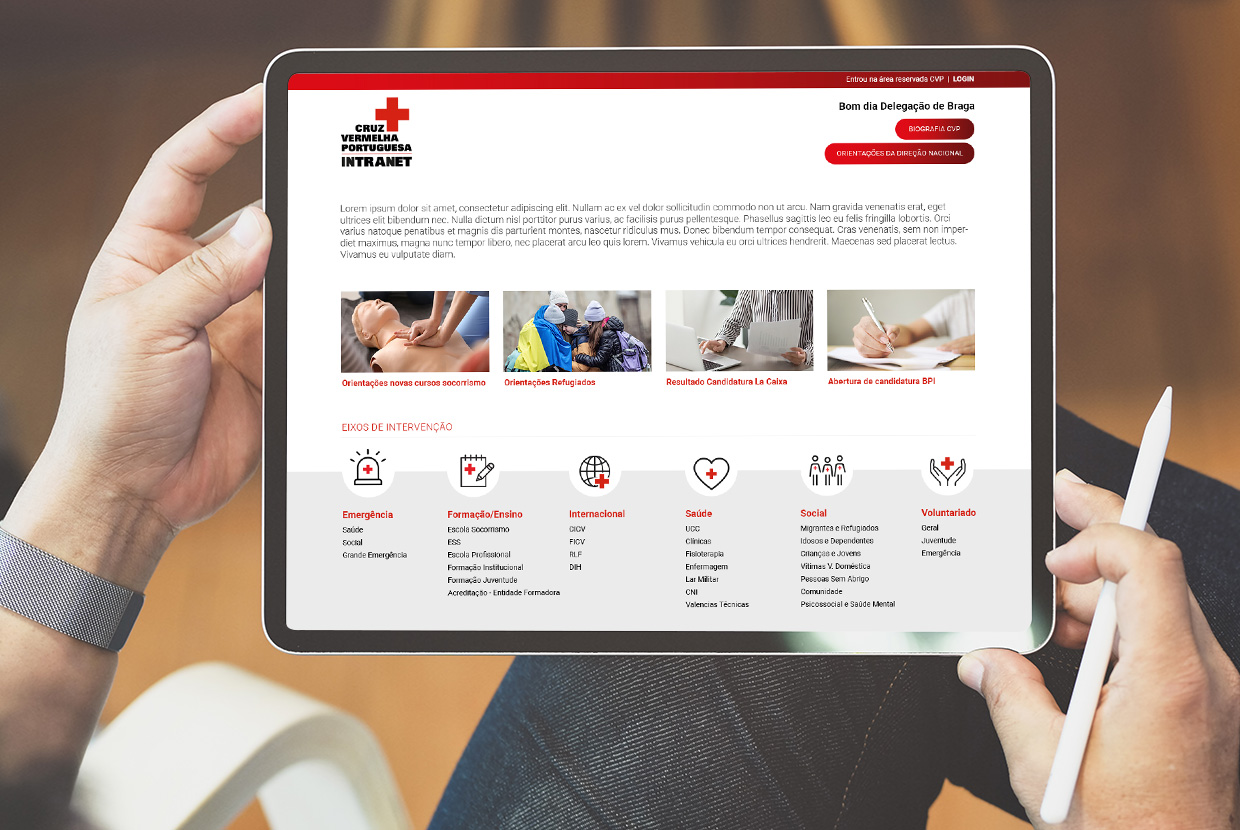 Entrou na área reservada CVP | LOGIN
CRUZ
VERMELHA
PORTUGUESA
INTRANET
Bom dia Delegação de Braga
BIOGRAFIA CVP
ORIENTAÇÕES DA DIREÇÃO NACIONAL
Lorem ipsum dolor sit amet, consectetur adipiscing elit. Nullam ac ex vel dolor sollicitudin commodo non ut arcu. Nam gravida venenatis erat, eget
ultrices elit bibendum nec. Nulla dictum nisl porttitor purus varius, ac facilisis purus pellentesque. Phasellus sagittis leo eu felis fringilla lobortis. Orci
varius natoque penatibus et magnis dis parturient montes, nascetur ridiculus mus. Donec bibendum tempor consequat. Cras venenatis, sem non imper-
diet maximus, magna nunc tempor libero, nec placerat arcu leo quis lorem. Vivamus vehicula eu orci ultrices hendrerit. Maecenas sed placerat lectus.
Vivamus eu vulputate diam.
Orientações novas cursos socorrismo
Orientações Refugiados
Resultado Candidatura La Caixa
Abertura de candidatura BPI
EIXOS DE INTERVENÇÃO
Emergência
Saúde
Social
Grande Emergência
Formação/Ensino
Escola Socorrismo
ESS
Escola Profissional
Formação Institucional
Formação Juventude
Acreditação - Entidade Formadora
Internacional
CICV
FICV
RLF
DIH
Saúde
UCC
Clínicas
Fisioterapia
Enfermagem
Lar Militar
CNI
Valencias Técnicas
Social
Migrantes e Refugiados
Idosos e Dependentes
Crianças e Jovens
Vítimas V. Doméstica
Pessoas Sem Abrigo
Comunidade
Psicossocial e Saúde Mental
Voluntariado
Geral
Juventude
Emergência